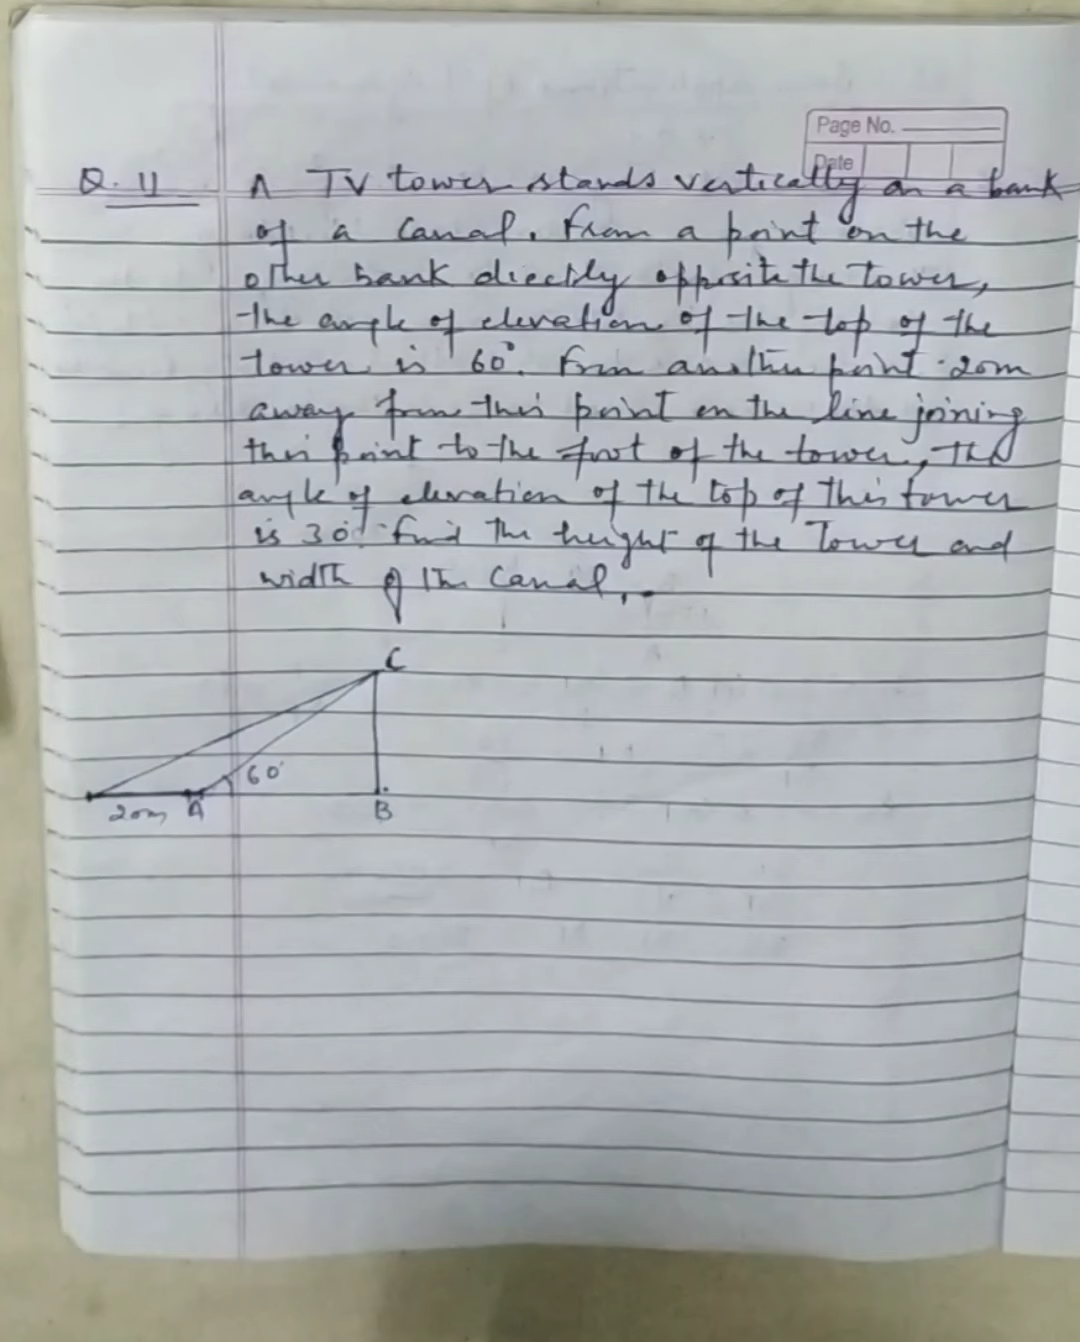 Page No.
Date
Q. 11 A TV tower stands vertically on a bank
of a canal. From a point on the
other bank directly opposite the tower,
the angle of elevation of the top of the
tower is 60°. From another point 20m
away from this point on the line joining
this point to the foot of the tower, the
angle of elevation of the top of this tower
is 30°. Find the height of the Tower and
width of the canal.
C
60°
20m A B